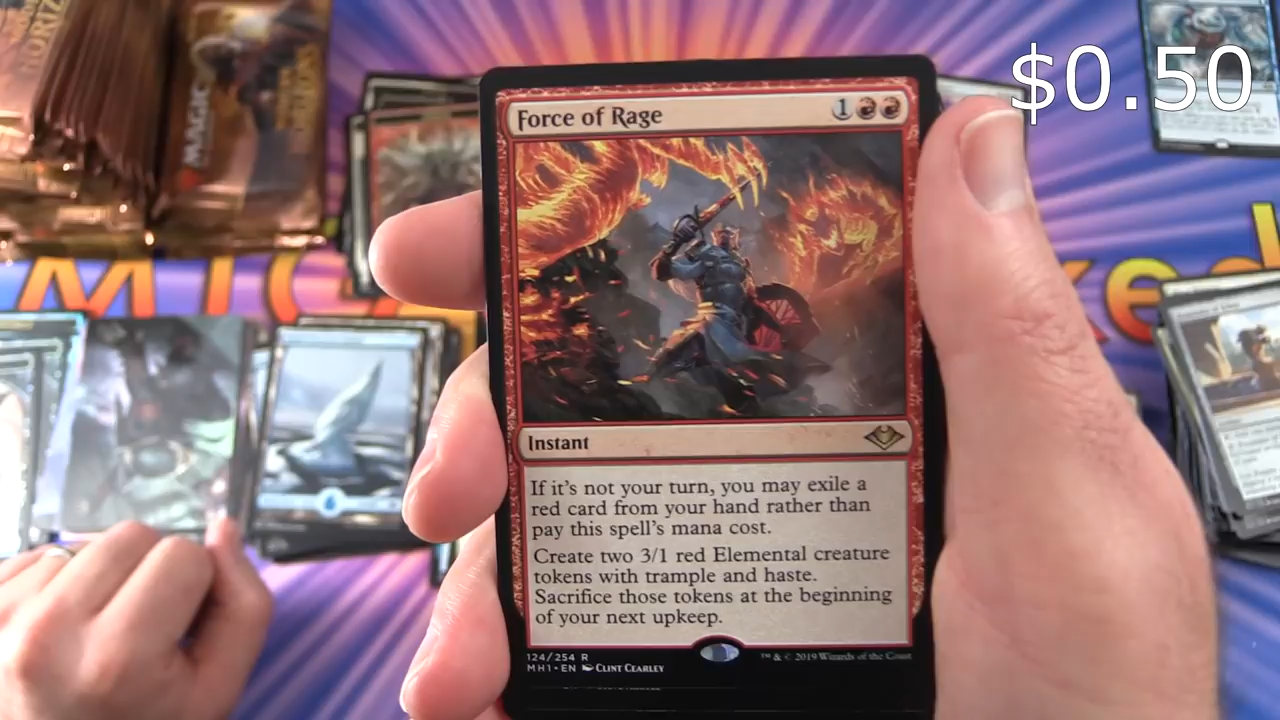 $0.50
MAGIC
Force of Rage
1
Instant
If it's not your turn, you may exile a
red card from your hand rather than
pay this spell's mana cost.
Create two 3/1 red Elemental creature
tokens with trample and haste.
Sacrifice those tokens at the beginning
of your next upkeep.
124/254 R
MH1 • EN Clint Cearley
™ & © 2019 Wizards of the Coast